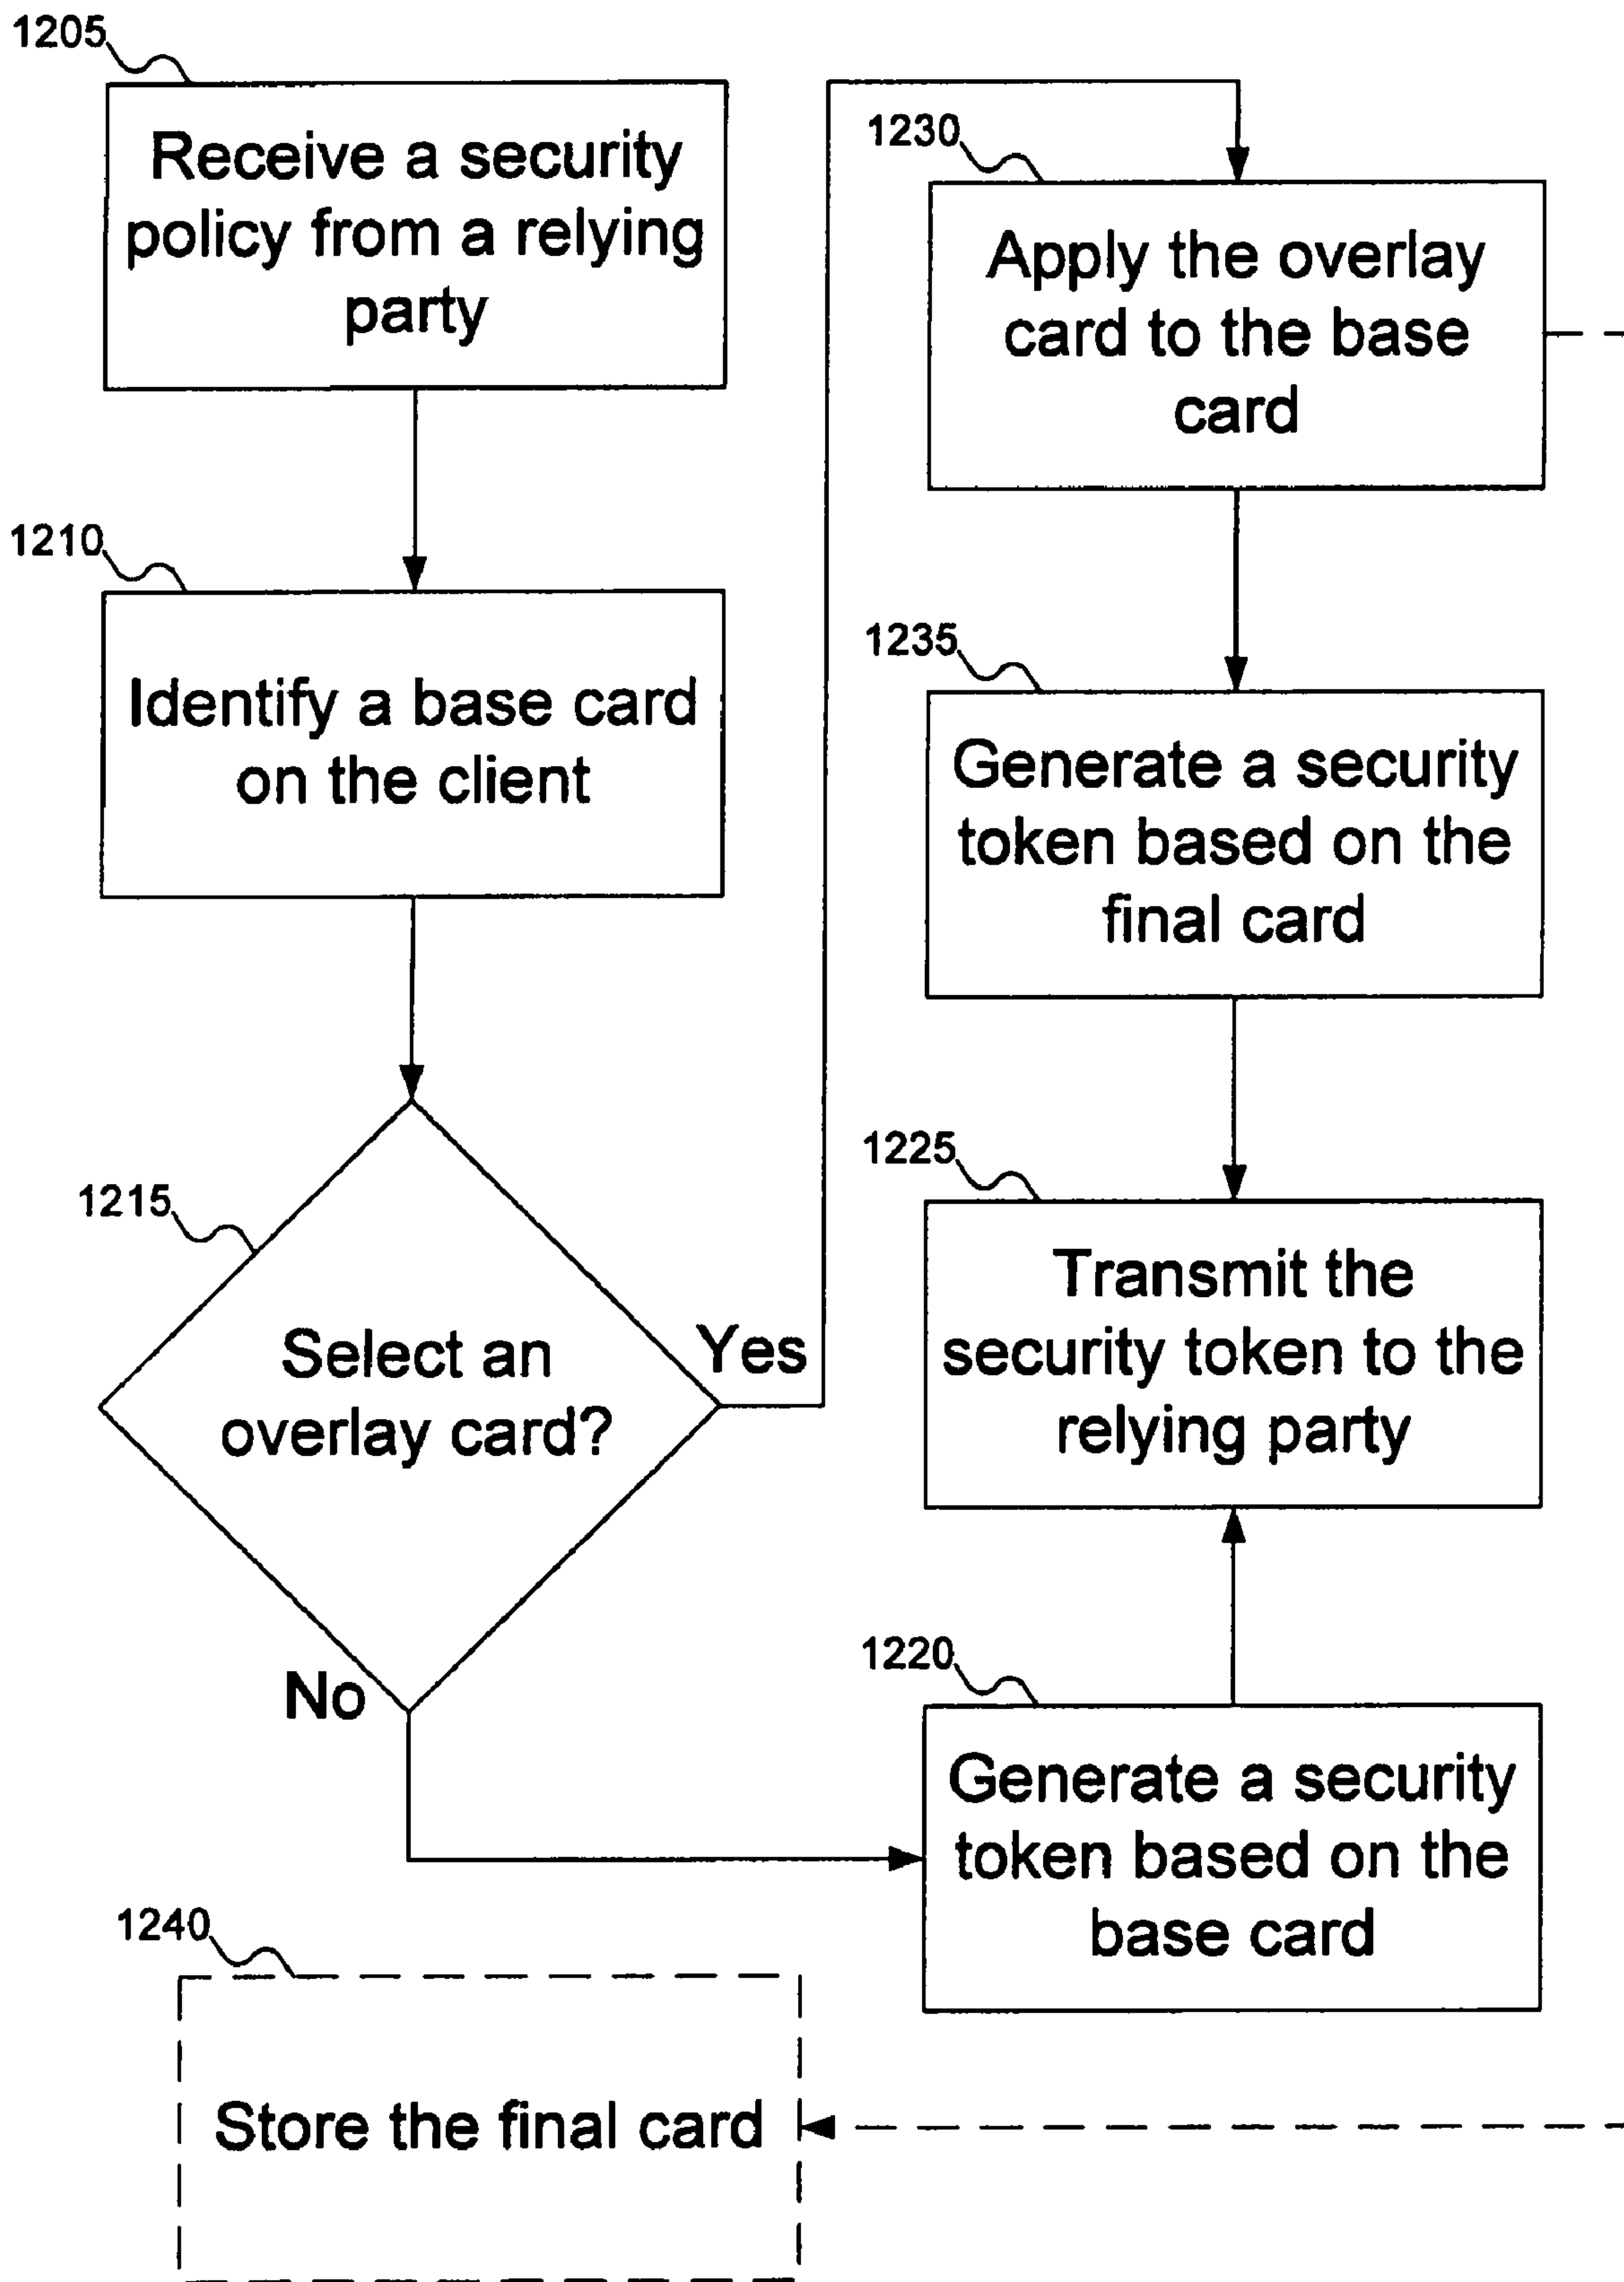 1205
Receive a security
policy from a relying
party
1210
Identify a base card
on the client
1215
Select an
overlay card?
Yes
No
1230
Apply the overlay
card to the base
card
1235
Generate a security
token based on the
final card
1225
Transmit the
security token to the
relying party
1220
Generate a security
token based on the
base card
1240
Store the final card